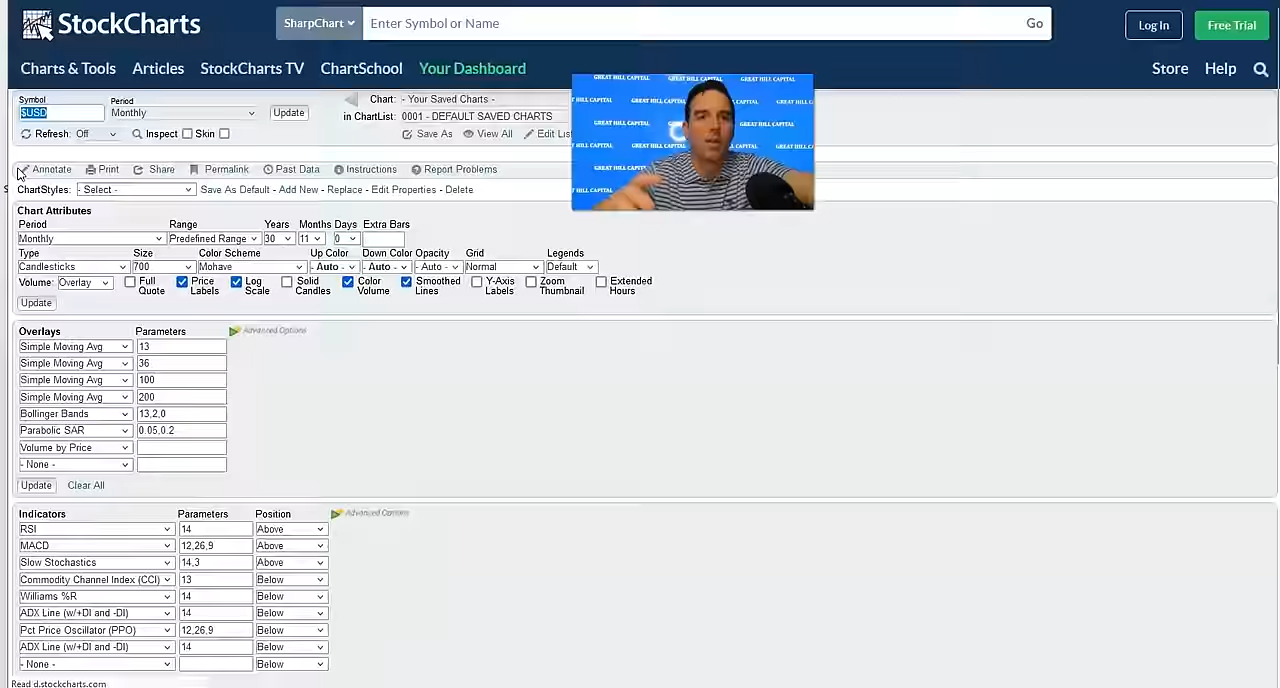 StockCharts
SharpChart Enter Symbol or Name Go
Log In Free Trial
Charts & Tools Articles StockCharts TV ChartSchool Your Dashboard Store Help
Symbol Period
$USD Monthly Update
Chart: - Your Saved Charts -
in ChartList: 0001 - DEFAULT SAVED CHARTS
Refresh: Off Inspect Skin
Save As View All Edit List
GREAT HILL CAPITAL GREAT HILL CAPITAL GREAT HILL CAPITAL
Annotate Print Share Permalink Past Data Instructions Report Problems
ChartStyles: - Select - Save As Default - Add New - Replace - Edit Properties - Delete
Chart Attributes
Period Range Years Months Days Extra Bars
Monthly Predefined Range 30 11 0
Type Size Color Scheme Up Color Down Color Opacity Grid Legends
Candlesticks 700 Mohave - Auto - - Auto - - Auto - Normal Default
Volume: Overlay Full Quote Price Labels Log Scale Solid Candles Color Volume Smoothed Lines Y-Axis Labels Zoom Thumbnail Extended Hours
Update
Overlays Parameters Advanced Options
Simple Moving Avg 13
Simple Moving Avg 36
Simple Moving Avg 100
Simple Moving Avg 200
Bollinger Bands 13,2,0
Parabolic SAR 0.05,0.2
Volume by Price
- None -
Update Clear All
Indicators Parameters Position Advanced Options
RSI 14 Above
MACD 12,26,9 Above
Slow Stochastics 14,3 Above
Commodity Channel Index (CCI) 13 Below
Williams %R 14 Below
ADX Line (w/+DI and -DI) 14 Below
Pct Price Oscillator (PPO) 12,26,9 Below
ADX Line (w/+DI and -DI) 14 Below
- None - Below
Read d.stockcharts.com